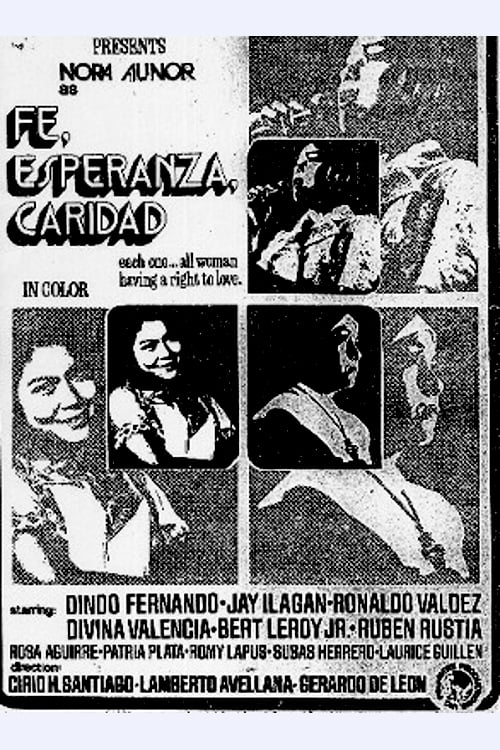 PRESENTS
NORA AUNOR
as
FE,
ESPERANZA,
CARIDAD
each one... all woman
having a right to love.
IN COLOR
starring: DINDO FERNANDO • JAY ILAGAN • RONALDO VALDEZ
DIVINA VALENCIA • BERT LEROY JR. • RUBEN RUSTIA
ROSA AGUIRRE • PATRIA PLATA • ROMY LAPUS • SUBAS HERRERO • LAURICE GUILLEN
direction:
CIRIO H. SANTIAGO • LAMBERTO AVELLANA • GERARDO DE LEON